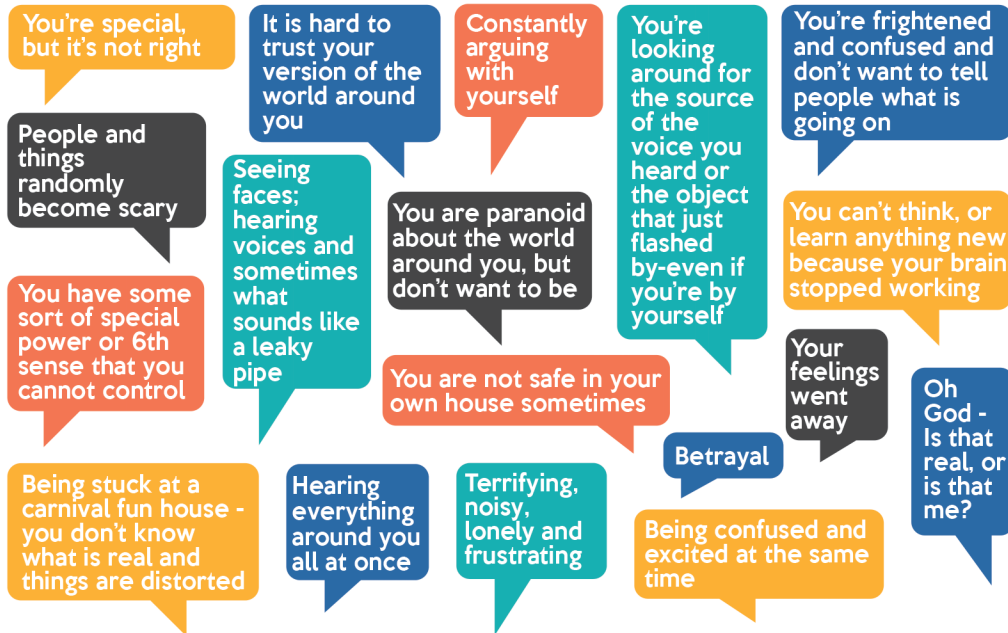 You're special,
but it's not right
It is hard to
trust your
version of the
world around
you
Constantly
arguing
with
yourself
You're
looking
around for
the source
of the
voice you
heard or
the object
that just
flashed
by-even if
you're by
yourself
You're frightened
and confused and
don't want to tell
people what is
going on
People and
things
randomly
become scary
Seeing
faces;
hearing
voices and
sometimes
what
sounds like
a leaky
pipe
You are paranoid
about the world
around you, but
don't want to be
You can't think, or
learn anything new
because your brain
stopped working
You have some
sort of special
power or 6th
sense that you
cannot control
You are not safe in your
own house sometimes
Your
feelings
went
away
Oh
God -
Is that
real, or
is that
me?
Being stuck at a
carnival fun house -
you don't know
what is real and
things are distorted
Hearing
everything
around you
all at once
Terrifying,
noisy,
lonely and
frustrating
Betrayal
Being confused and
excited at the same
time